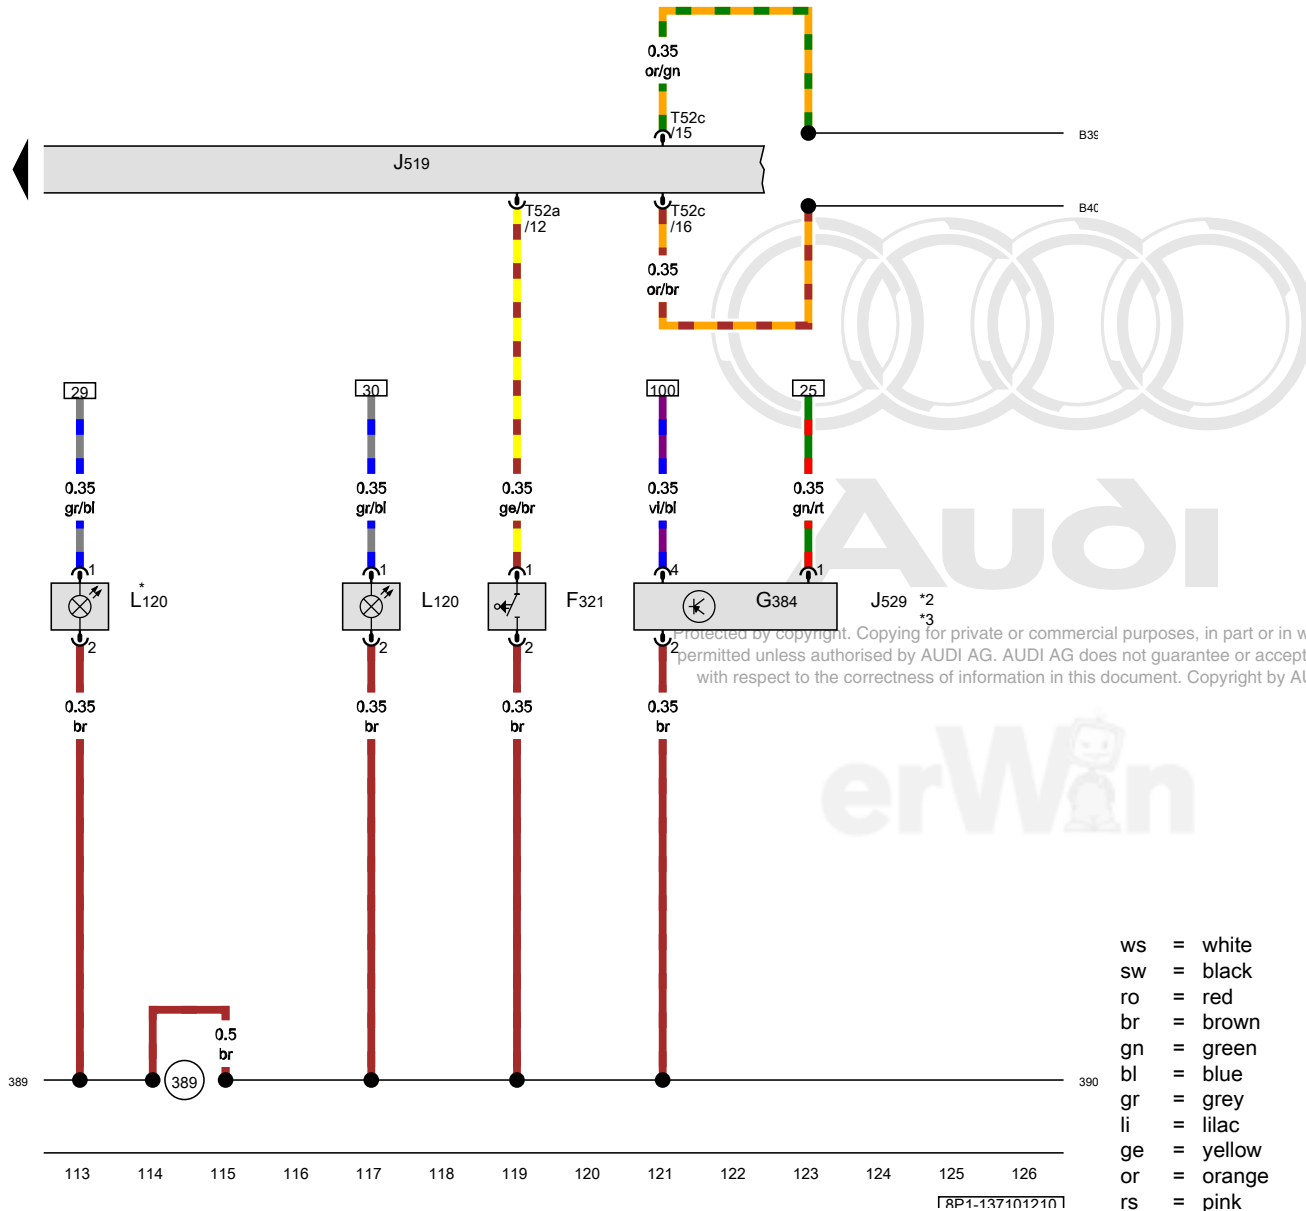 0.35
or/gn
T52c
/15
B39
J519
T52a
/12
T52c
/16
B40
0.35
or/br
29
30
100
25
0.35
gr/bl
0.35
gr/bl
0.35
ge/br
0.35
vi/bl
0.35
gn/rt
Audi
1
1
1
4
1
*
L120
L120
F321
G384
J529
*2
*3
2
2
2
2
Protected by copyright. Copying for private or commercial purposes, in part or in w
permitted unless authorised by AUDI AG. AUDI AG does not guarantee or accept
with respect to the correctness of information in this document. Copyright by AU
0.35
br
0.35
br
0.35
br
0.35
br
erWin
ws = white
sw = black
ro = red
br = brown
gn = green
bl = blue
gr = grey
li = lilac
ge = yellow
or = orange
rs = pink
0.5
br
389
389
390
113 114 115 116 117 118 119 120 121 122 123 124 125 126
8P1-137101210